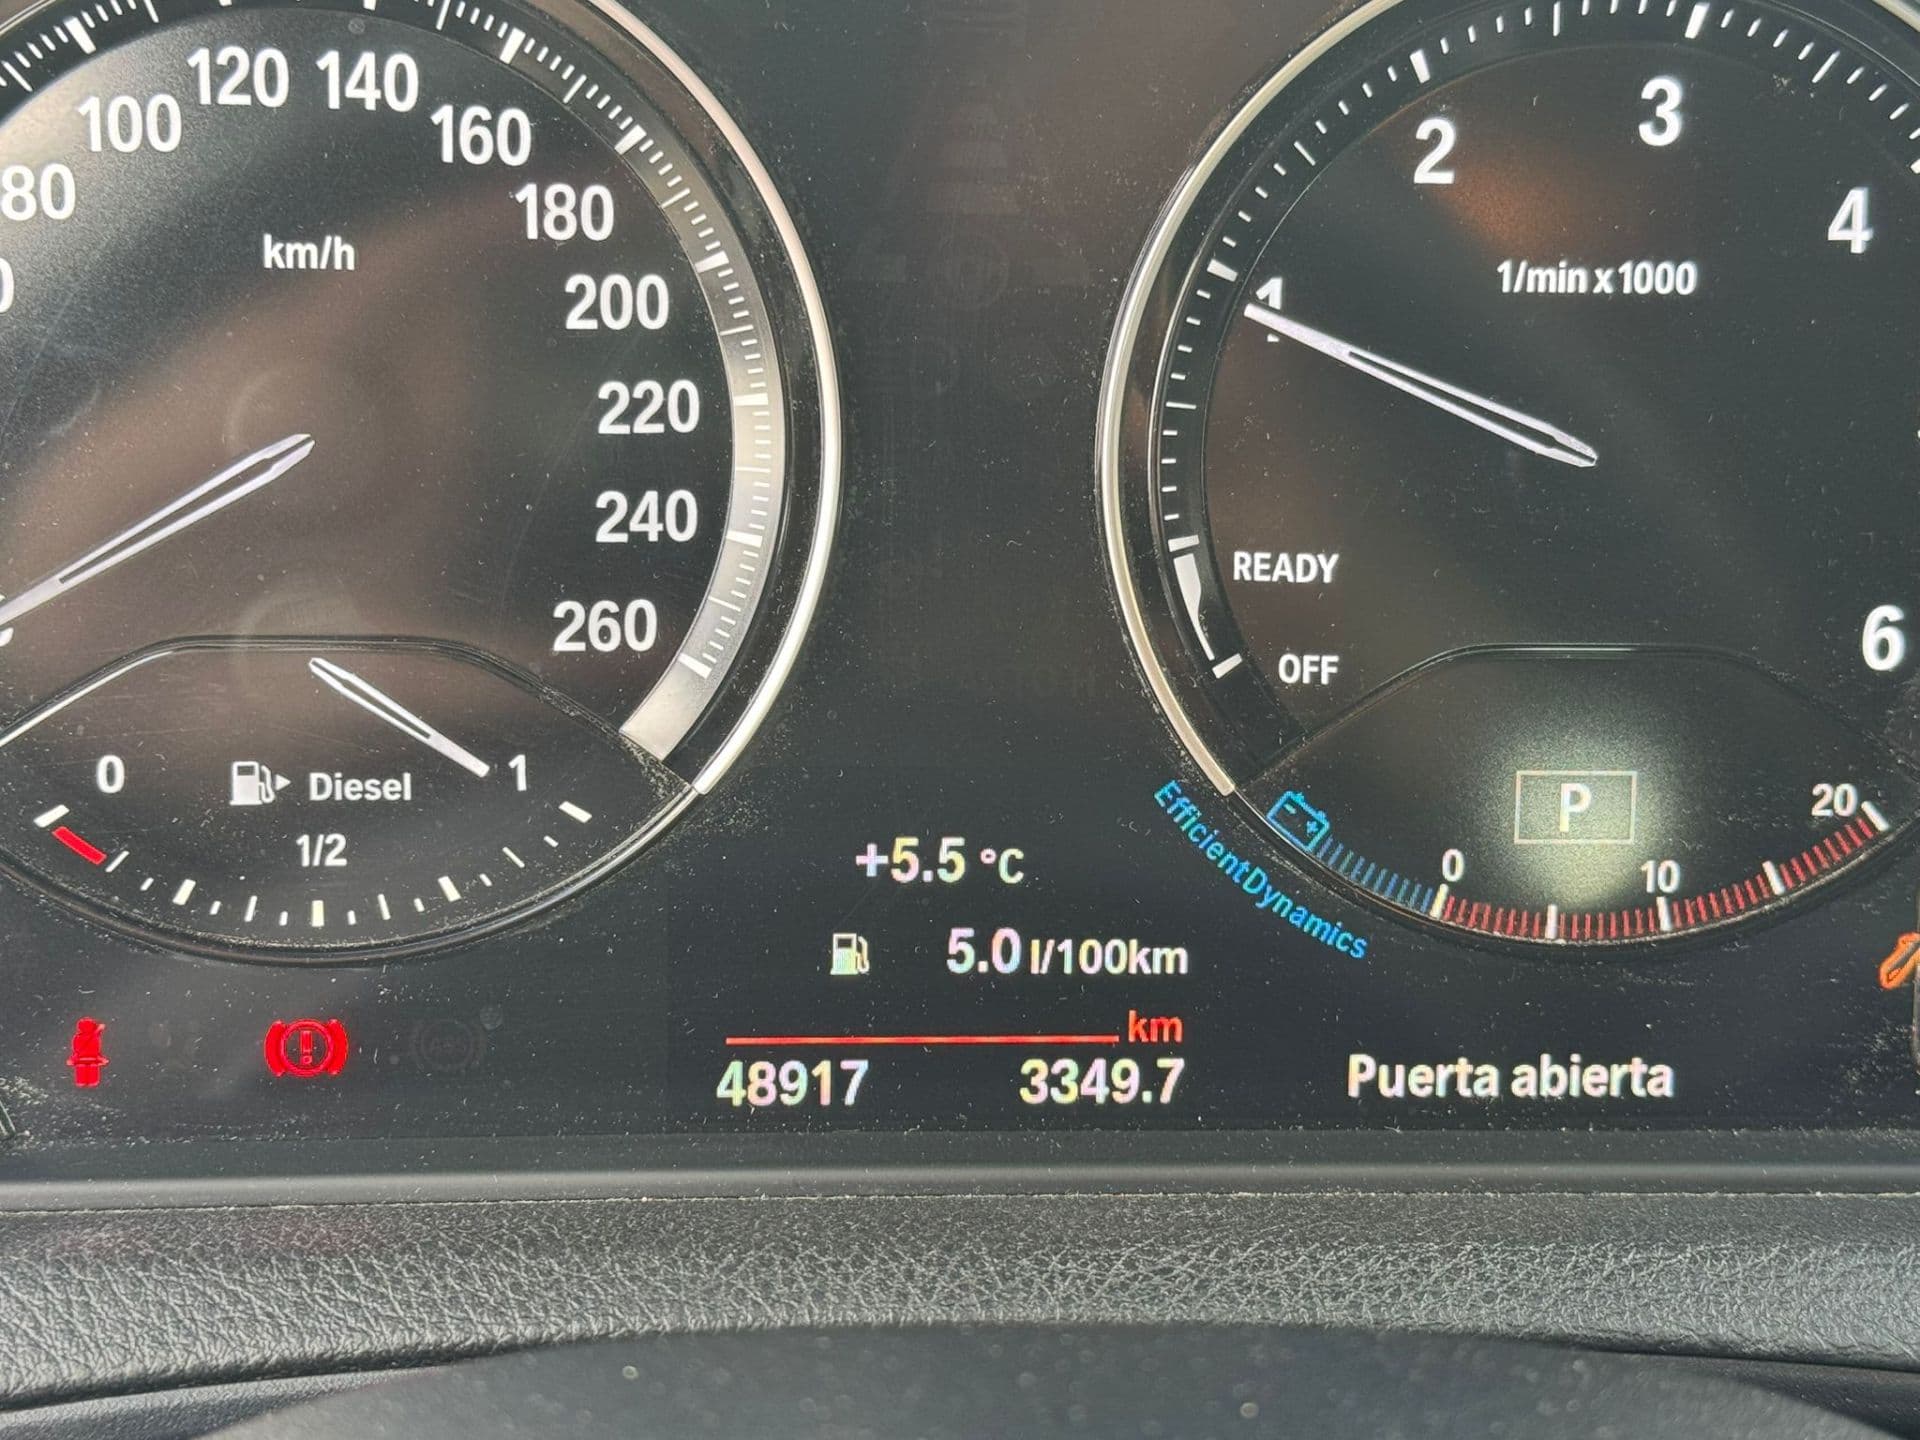 80
100
120
140
160
180
200
220
240
260
km/h
0
Diesel
1
1/2
+5.5 °C
5.0 l/100km
km
48917
3349.7
1
2
3
4
6
1/min x 1000
READY
OFF
P
0
10
20
EfficientDynamics
Puerta abierta